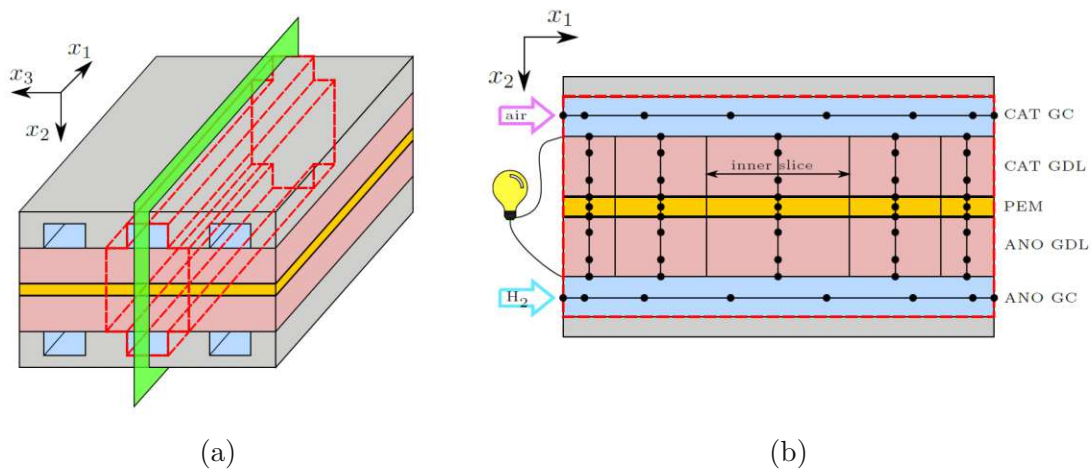 x₁
x₃
x₂
(a)
x₁
x₂
air
CAT GC
CAT GDL
inner slice
PEM
ANO GDL
H₂
ANO GC
(b)